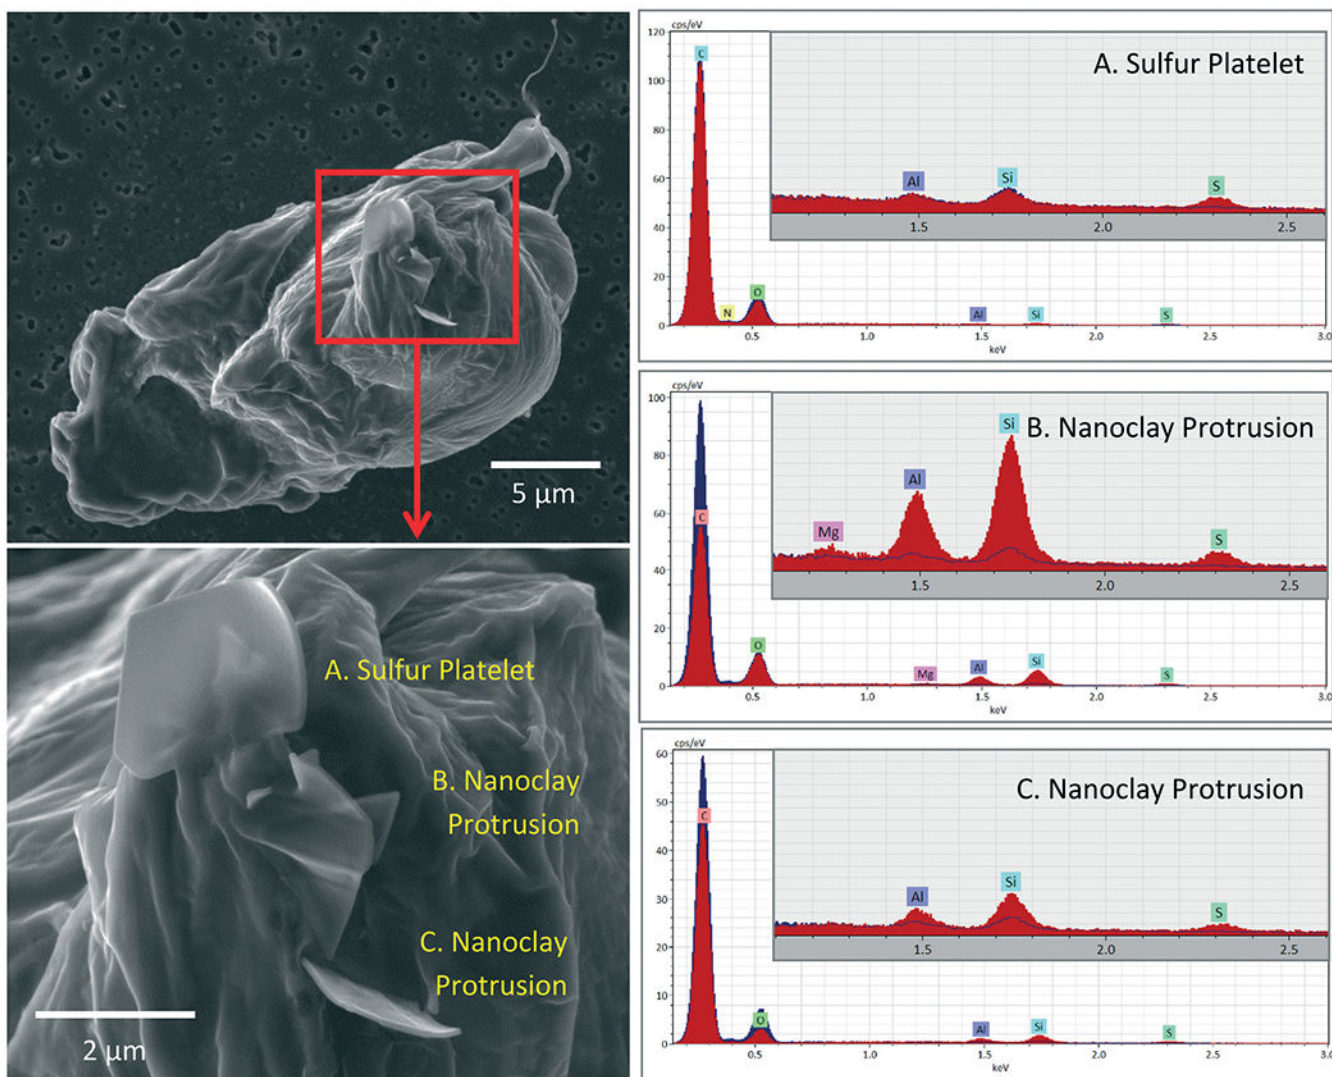 5 µm
A. Sulfur Platelet
B. Nanoclay
Protrusion
C. Nanoclay
Protrusion
2 µm
cps/eV
120
100
80
60
40
20
0
C
N
O
Al
Si
S
0.5
1.0
1.5
2.0
2.5
3.0
keV
A. Sulfur Platelet
Al
Si
S
1.5
2.0
2.5
cps/eV
100
80
60
40
20
0
C
O
Mg
Al
Si
S
0.5
1.0
1.5
2.0
2.5
3.0
keV
B. Nanoclay Protrusion
Mg
Al
Si
S
1.5
2.0
2.5
cps/eV
60
50
40
30
20
10
0
C
O
Al
Si
S
0.5
1.0
1.5
2.0
2.5
3.0
keV
C. Nanoclay Protrusion
Al
Si
S
1.5
2.0
2.5